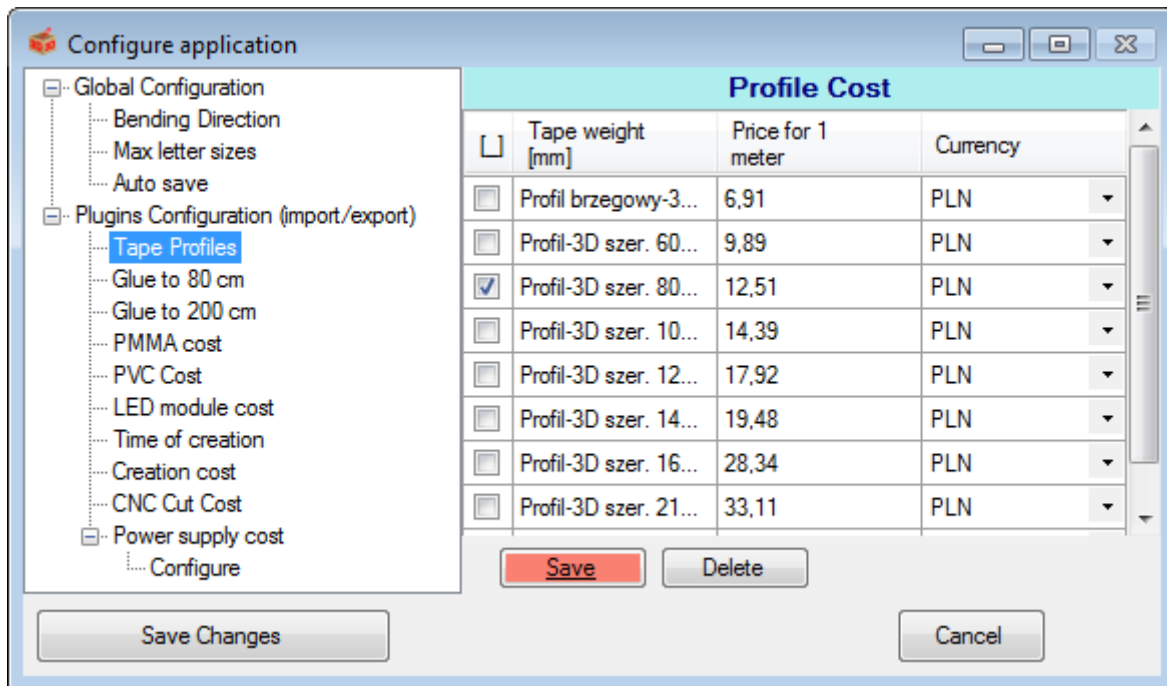 Configure application
Global Configuration
Bending Direction
Max letter sizes
Auto save
Plugins Configuration (import/export)
Tape Profiles
Glue to 80 cm
Glue to 200 cm
PMMA cost
PVC Cost
LED module cost
Time of creation
Creation cost
CNC Cut Cost
Power supply cost
Configure
Profile Cost
[_] Tape weight [mm] Price for 1 meter Currency
Profil brzegowy-3... 6,91 PLN
Profil-3D szer. 60... 9,89 PLN
Profil-3D szer. 80... 12,51 PLN
Profil-3D szer. 10... 14,39 PLN
Profil-3D szer. 12... 17,92 PLN
Profil-3D szer. 14... 19,48 PLN
Profil-3D szer. 16... 28,34 PLN
Profil-3D szer. 21... 33,11 PLN
Save Delete
Save Changes Cancel